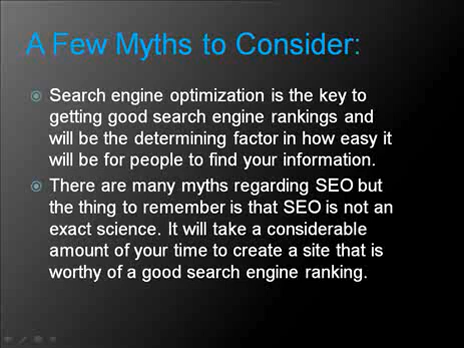 A Few Myths to Consider:
Search engine optimization is the key to
getting good search engine rankings and
will be the determining factor in how easy it
will be for people to find your information.
There are many myths regarding SEO but
the thing to remember is that SEO is not an
exact science. It will take a considerable
amount of your time to create a site that is
worthy of a good search engine ranking.